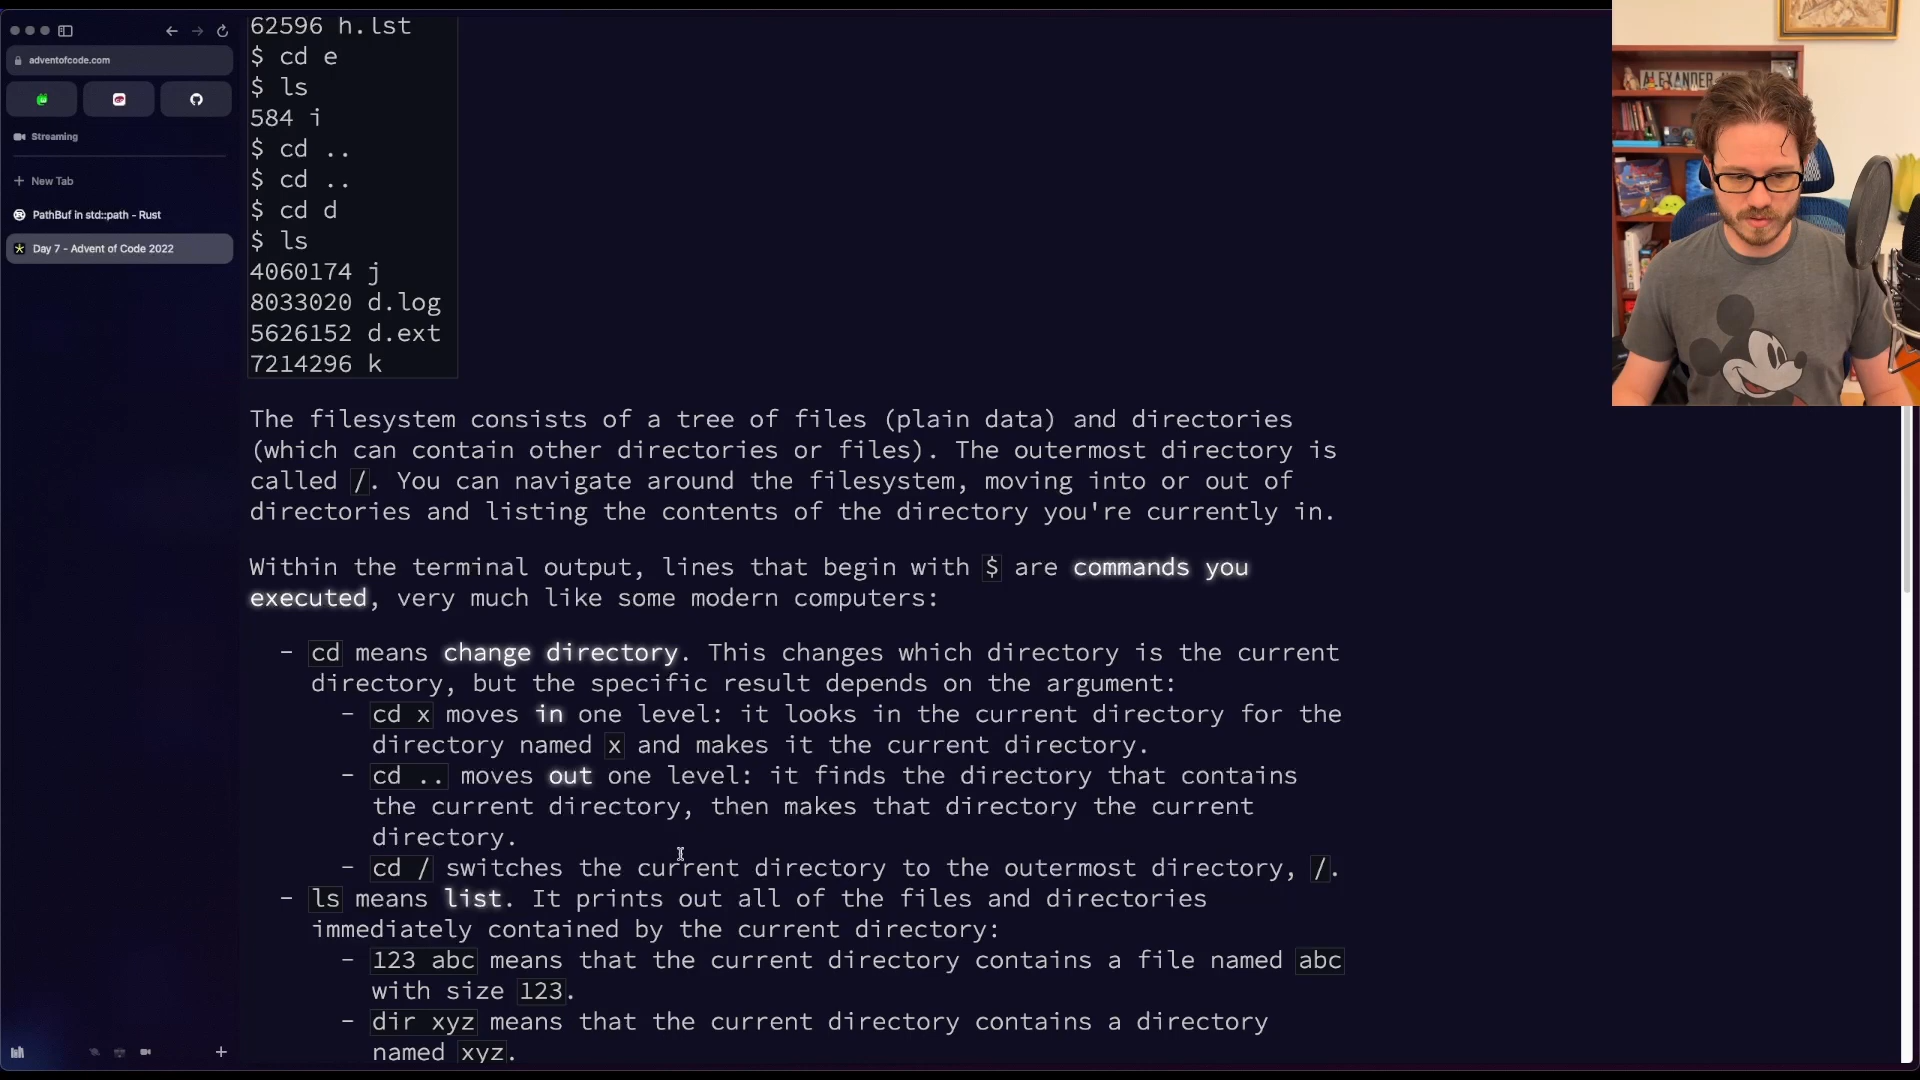 adventofcode.com
Streaming
New Tab
PathBuf in std::path - Rust
Day 7 - Advent of Code 2022
62596 h.lst
$ cd e
$ ls
584 i
$ cd ..
$ cd ..
$ cd d
$ ls
4060174 j
8033020 d.log
5626152 d.ext
7214296 k
The filesystem consists of a tree of files (plain data) and directories
(which can contain other directories or files). The outermost directory is
called /. You can navigate around the filesystem, moving into or out of
directories and listing the contents of the directory you're currently in.
Within the terminal output, lines that begin with $ are commands you
executed, very much like some modern computers:
- cd means change directory. This changes which directory is the current
directory, but the specific result depends on the argument:
- cd x moves in one level: it looks in the current directory for the
directory named x and makes it the current directory.
- cd .. moves out one level: it finds the directory that contains
the current directory, then makes that directory the current
directory.
- cd / switches the current directory to the outermost directory, /.
- ls means list. It prints out all of the files and directories
immediately contained by the current directory:
- 123 abc means that the current directory contains a file named abc
with size 123.
- dir xyz means that the current directory contains a directory
named xyz.